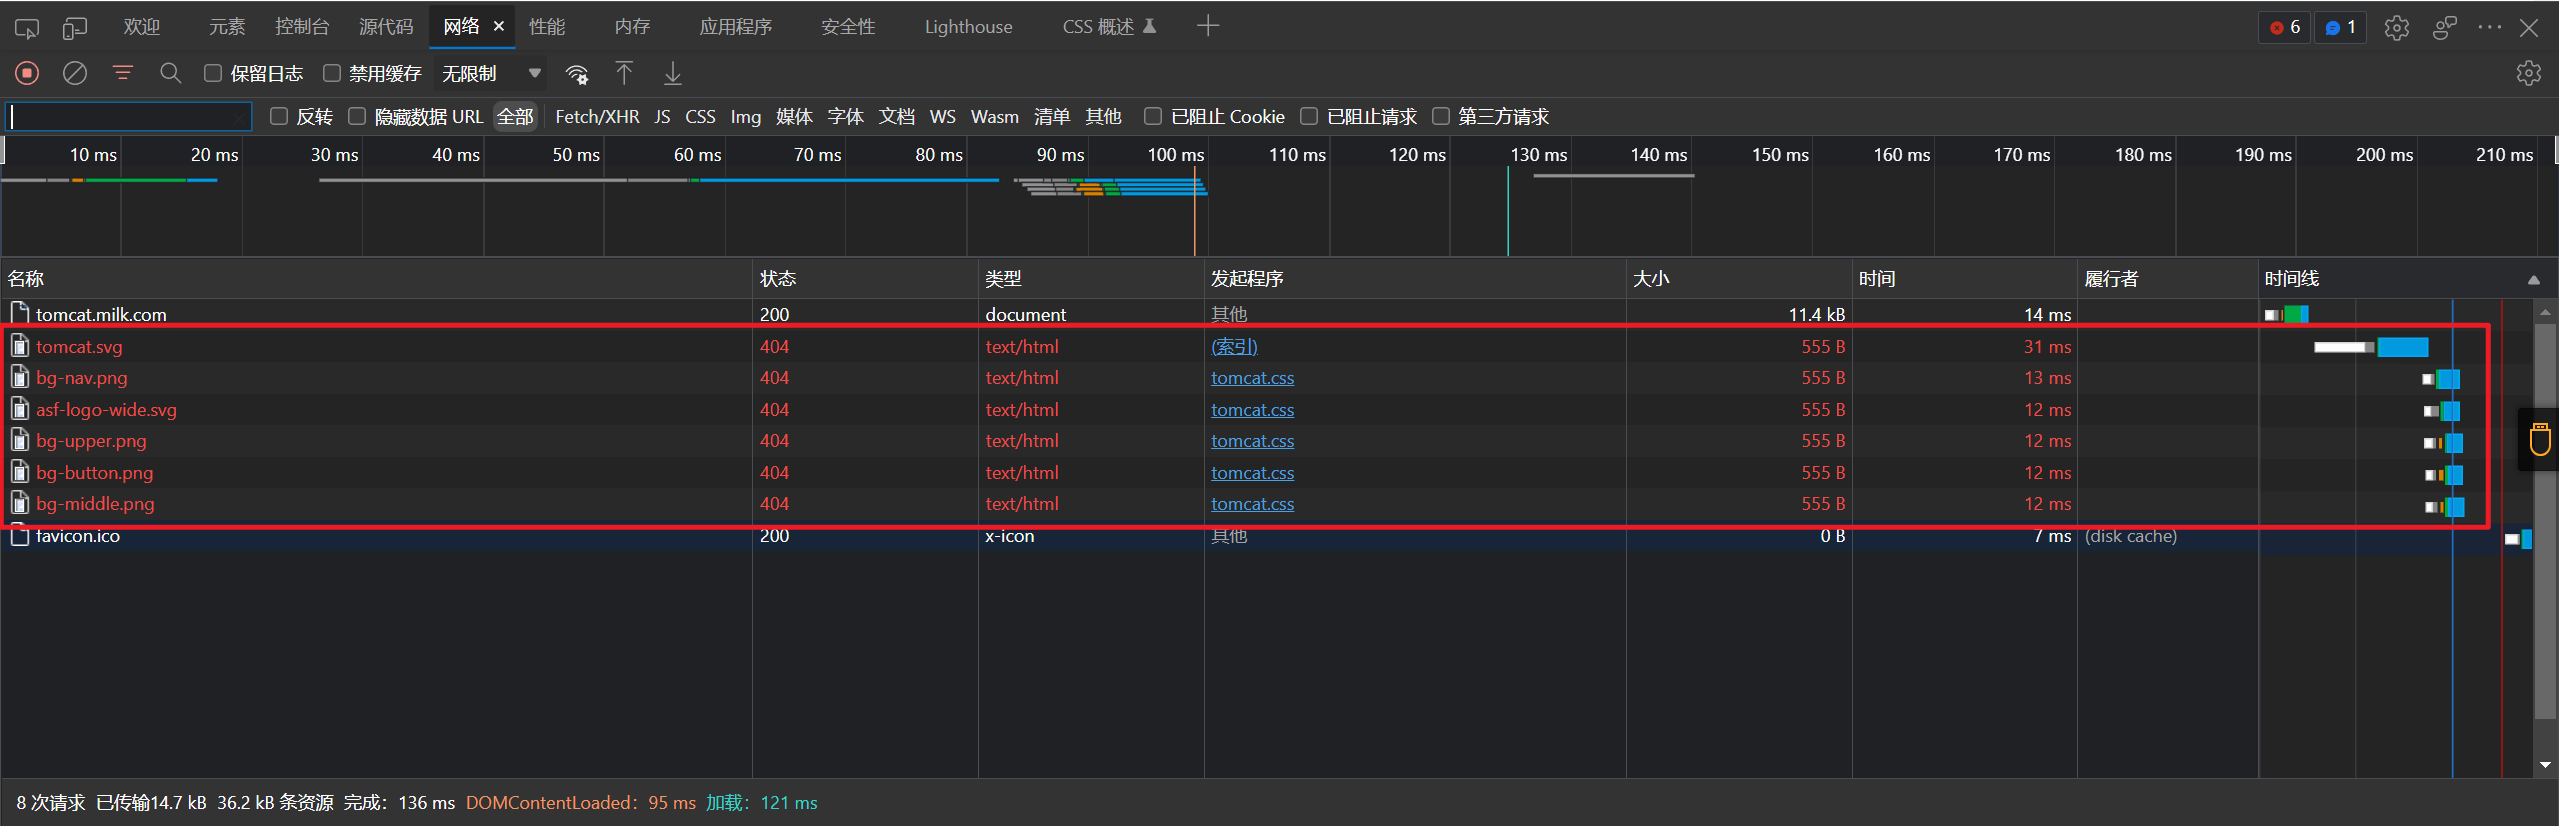 欢迎 元素 控制台 源代码 网络 × 性能 内存 应用程序 安全性 Lighthouse CSS 概述 6 1
保留日志 禁用缓存 无限制
反转 隐藏数据 URL 全部 Fetch/XHR JS CSS Img 媒体 字体 文档 WS Wasm 清单 其他 已阻止 Cookie 已阻止请求 第三方请求
10 ms 20 ms 30 ms 40 ms 50 ms 60 ms 70 ms 80 ms 90 ms 100 ms 110 ms 120 ms 130 ms 140 ms 150 ms 160 ms 170 ms 180 ms 190 ms 200 ms 210 ms
名称 状态 类型 发起程序 大小 时间 履行者 时间线
tomcat.milk.com 200 document 其他 11.4 kB 14 ms
tomcat.svg 404 text/html (索引) 555 B 31 ms
bg-nav.png 404 text/html tomcat.css 555 B 13 ms
asf-logo-wide.svg 404 text/html tomcat.css 555 B 12 ms
bg-upper.png 404 text/html tomcat.css 555 B 12 ms
bg-button.png 404 text/html tomcat.css 555 B 12 ms
bg-middle.png 404 text/html tomcat.css 555 B 12 ms
favicon.ico 200 x-icon 其他 0 B 7 ms (disk cache)
8 次请求 已传输14.7 kB 36.2 kB 条资源 完成：136 ms DOMContentLoaded：95 ms 加载：121 ms